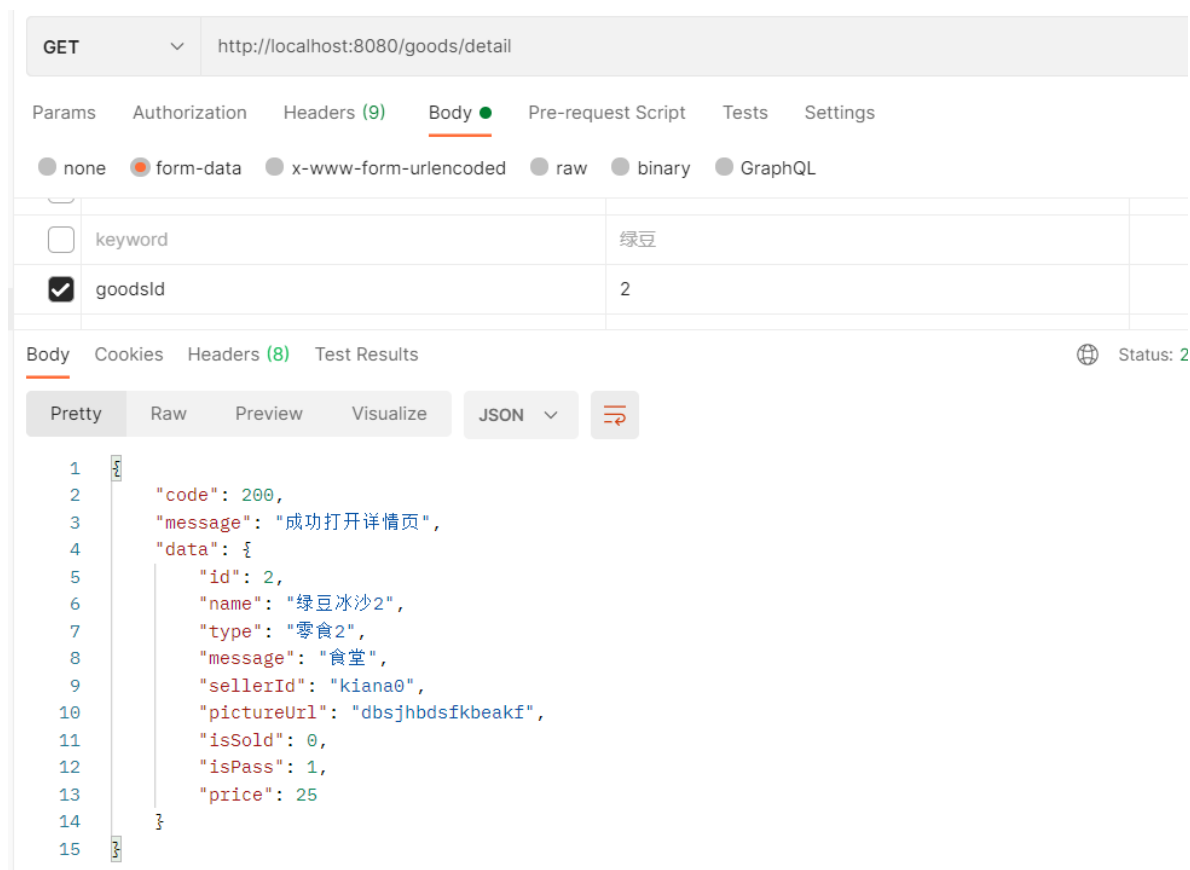 GET http://localhost:8080/goods/detail
Params Authorization Headers (9) Body Pre-request Script Tests Settings
none form-data x-www-form-urlencoded raw binary GraphQL
keyword 绿豆
goodsId 2
Body Cookies Headers (8) Test Results Status: 2
Pretty Raw Preview Visualize JSON
1 {
2 "code": 200,
3 "message": "成功打开详情页",
4 "data": {
5 "id": 2,
6 "name": "绿豆冰沙2",
7 "type": "零食2",
8 "message": "食堂",
9 "sellerId": "kiana0",
10 "pictureUrl": "dbsjhbdsfkbeakf",
11 "isSold": 0,
12 "isPass": 1,
13 "price": 25
14 }
15 }